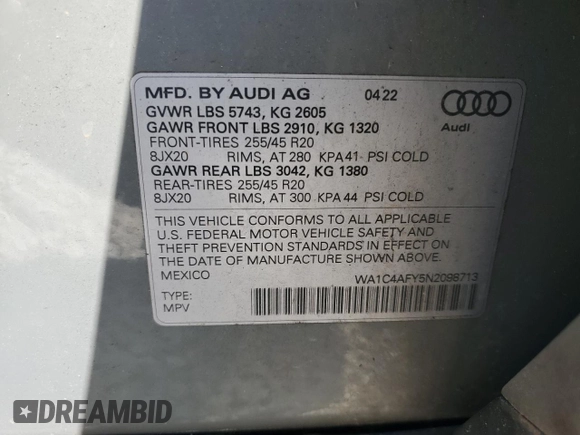 MFD. BY AUDI AG 04 22
GVWR LBS 5743, KG 2605
GAWR FRONT LBS 2910, KG 1320
FRONT-TIRES 255/45 R20
8JX20 RIMS, AT 280 KPA 41 PSI COLD
GAWR REAR LBS 3042, KG 1380
REAR-TIRES 255/45 R20
8JX20 RIMS, AT 300 KPA 44 PSI COLD
Audi
THIS VEHICLE CONFORMS TO ALL APPLICABLE
U.S. FEDERAL MOTOR VEHICLE SAFETY AND
THEFT PREVENTION STANDARDS IN EFFECT ON
THE DATE OF MANUFACTURE SHOWN ABOVE.
MEXICO
WA1C4AFY5N2098713
TYPE:
MPV
DREAMBID